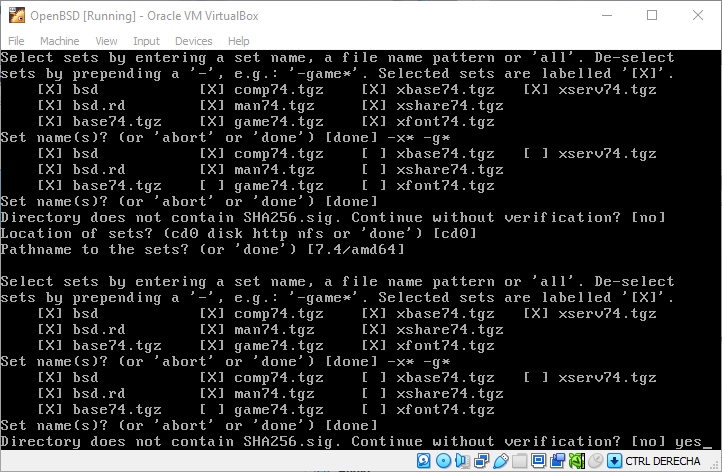 OpenBSD [Running] - Oracle VM VirtualBox
File Machine View Input Devices Help
Select sets by entering a set name, a file name pattern or 'all'. De-select
sets by prepending a '-', e.g.: '-game*'. Selected sets are labelled '[X]'.
[X] bsd [X] comp74.tgz [X] xbase74.tgz [X] xserv74.tgz
[X] bsd.rd [X] man74.tgz [X] xshare74.tgz
[X] base74.tgz [X] game74.tgz [X] xfont74.tgz
Set name(s)? (or 'abort' or 'done') [done] -x* -g*
[X] bsd [X] comp74.tgz [ ] xbase74.tgz [ ] xserv74.tgz
[X] bsd.rd [X] man74.tgz [ ] xshare74.tgz
[X] base74.tgz [ ] game74.tgz [ ] xfont74.tgz
Set name(s)? (or 'abort' or 'done') [done]
Directory does not contain SHA256.sig. Continue without verification? [no]
Location of sets? (cd0 disk http nfs or 'done') [cd0]
Pathname to the sets? (or 'done') [7.4/amd64]
Select sets by entering a set name, a file name pattern or 'all'. De-select
sets by prepending a '-', e.g.: '-game*'. Selected sets are labelled '[X]'.
[X] bsd [X] comp74.tgz [X] xbase74.tgz [X] xserv74.tgz
[X] bsd.rd [X] man74.tgz [X] xshare74.tgz
[X] base74.tgz [X] game74.tgz [X] xfont74.tgz
Set name(s)? (or 'abort' or 'done') [done] -x* -g*
[X] bsd [X] comp74.tgz [ ] xbase74.tgz [ ] xserv74.tgz
[X] bsd.rd [X] man74.tgz [ ] xshare74.tgz
[X] base74.tgz [ ] game74.tgz [ ] xfont74.tgz
Set name(s)? (or 'abort' or 'done') [done]
Directory does not contain SHA256.sig. Continue without verification? [no] yes_
CTRL DERECHA